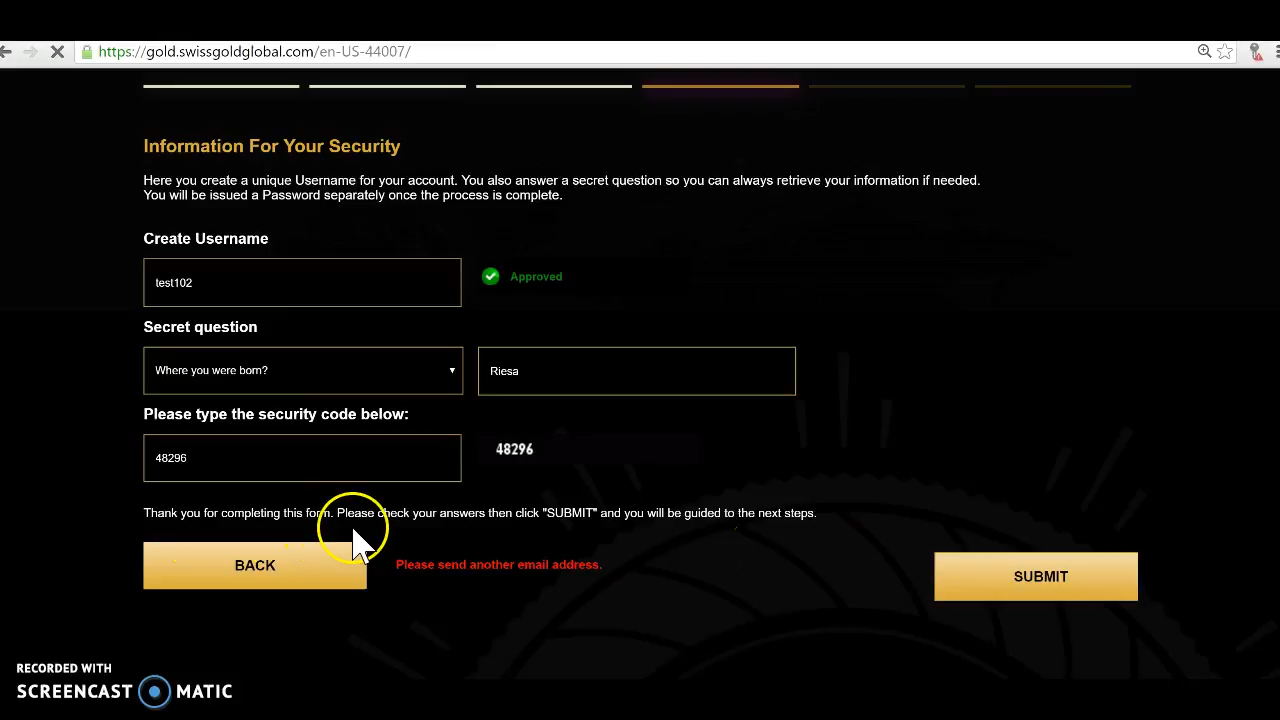 https://gold.swissgoldglobal.com/en-US-44007/
Information For Your Security
Here you create a unique Username for your account. You also answer a secret question so you can always retrieve your information if needed.
You will be issued a Password separately once the process is complete.
Create Username
test102
Approved
Secret question
Where you were born?
Riesa
Please type the security code below:
48296
48296
Thank you for completing this form. Please check your answers then click "SUBMIT" and you will be guided to the next steps.
BACK
Please send another email address.
SUBMIT
RECORDED WITH
SCREENCAST MATIC